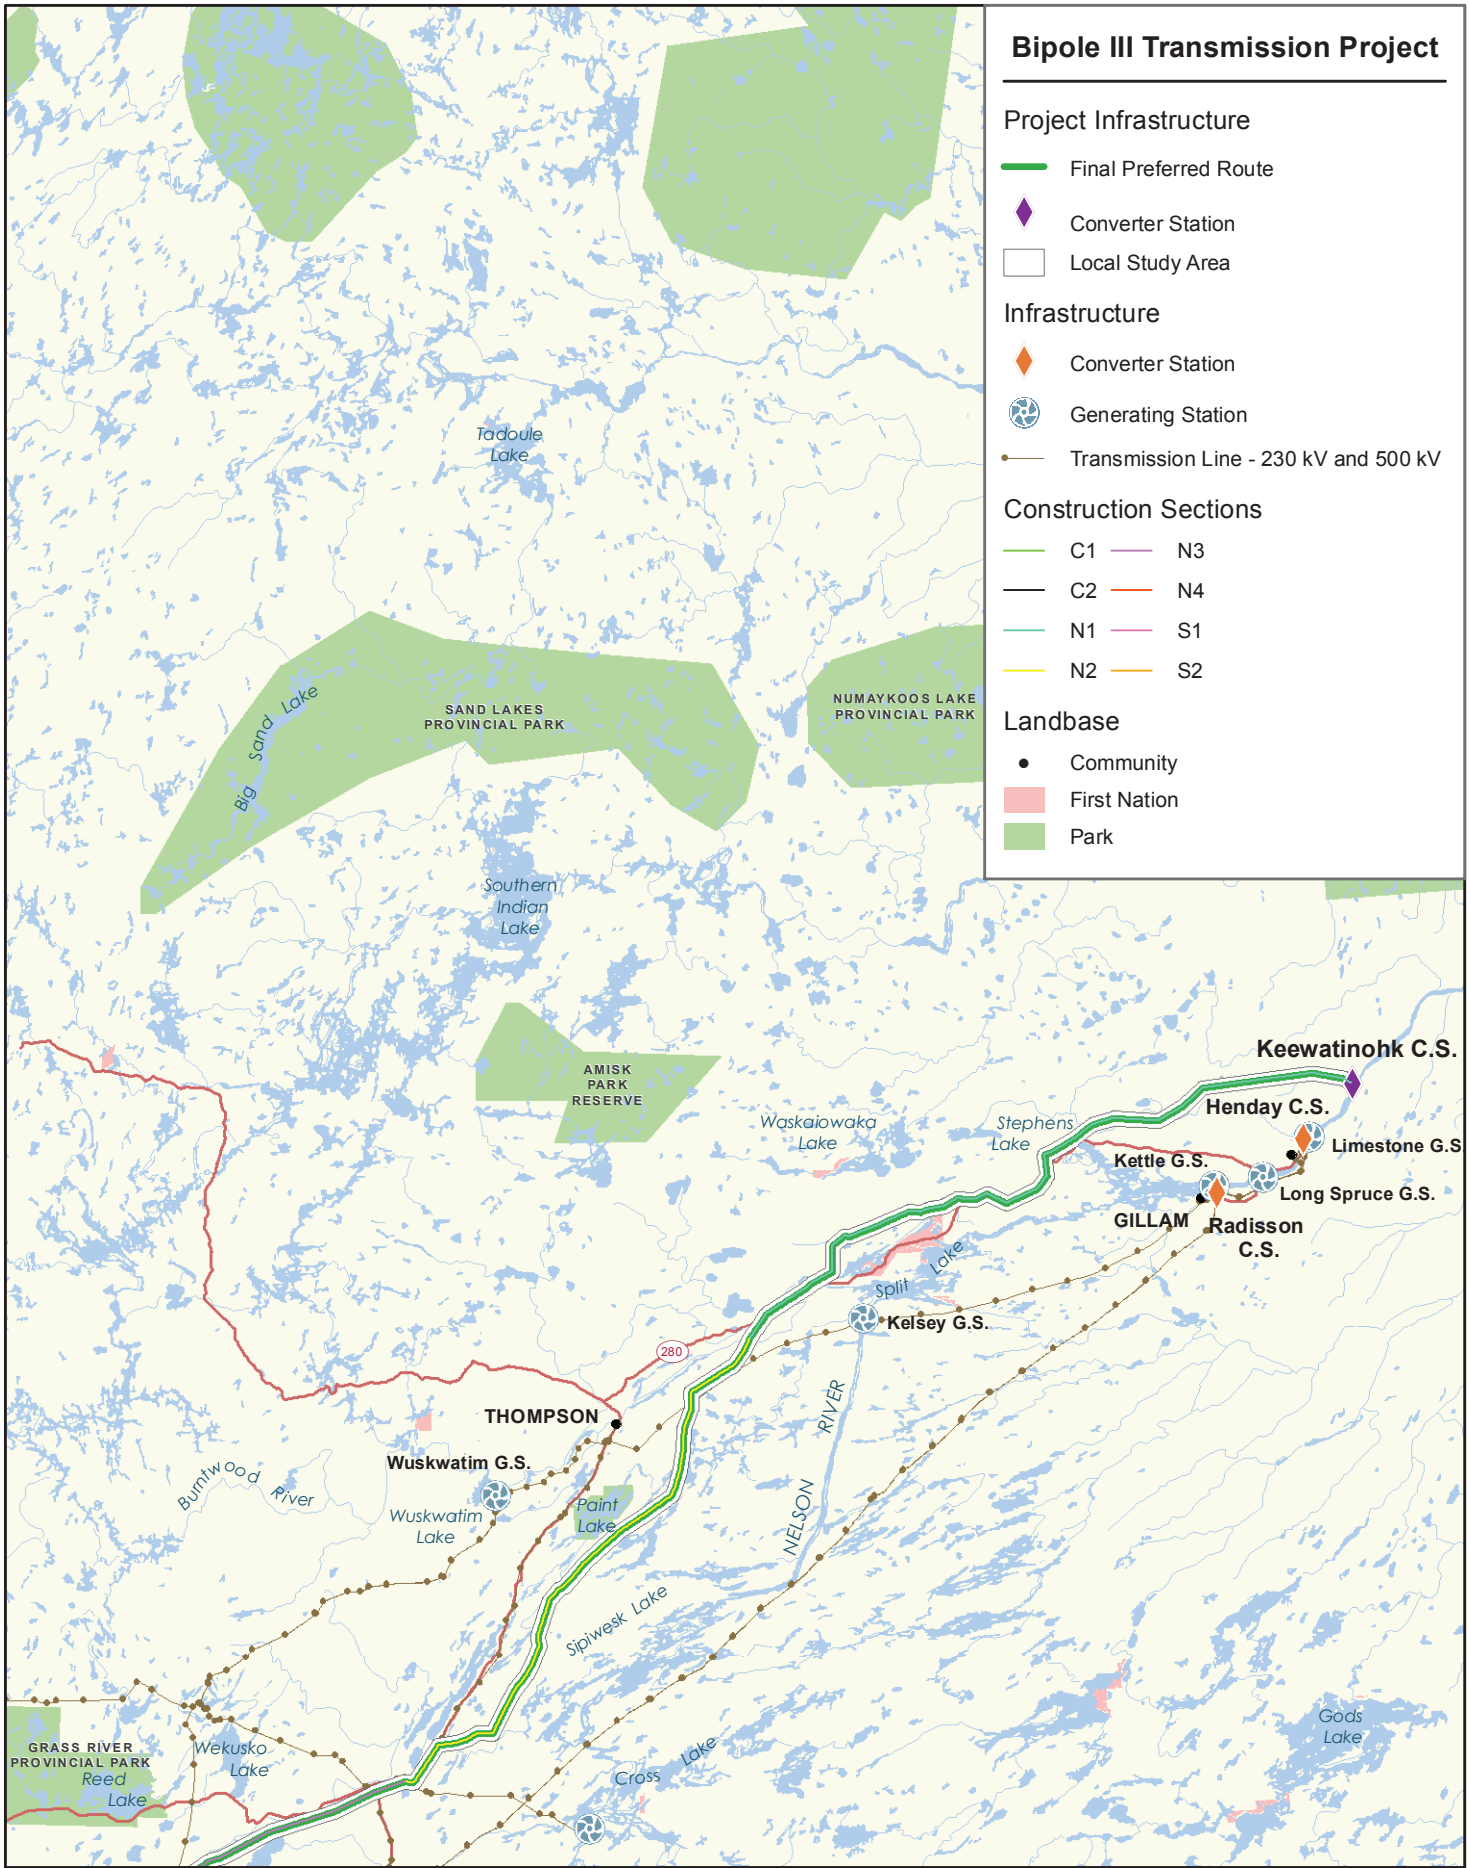 Bipole III Transmission Project
Project Infrastructure
Final Preferred Route
Converter Station
Local Study Area
Infrastructure
Converter Station
Generating Station
Transmission Line - 230 kV and 500 kV
Construction Sections
C1 N3
C2 N4
N1 S1
N2 S2
Landbase
Community
First Nation
Park
Tadoule
Lake
Big Sand Lake
SAND LAKES
PROVINCIAL PARK
NUMAYKOOS LAKE
PROVINCIAL PARK
Southern
Indian
Lake
AMISK
PARK
RESERVE
Keewatinohk C.S.
Henday C.S.
Waskaiowaka
Lake
Stephens
Lake
Limestone G.S.
Kettle G.S.
Long Spruce G.S.
GILLAM
Radisson
C.S.
Split Lake
Kelsey G.S.
280
THOMPSON
NELSON RIVER
Wuskwatim G.S.
Burntwood River
Wuskwatim
Lake
Paint
Lake
Sipiwesk Lake
GRASS RIVER
PROVINCIAL PARK
Reed
Lake
Wekusko
Lake
Cross Lake
Gods
Lake